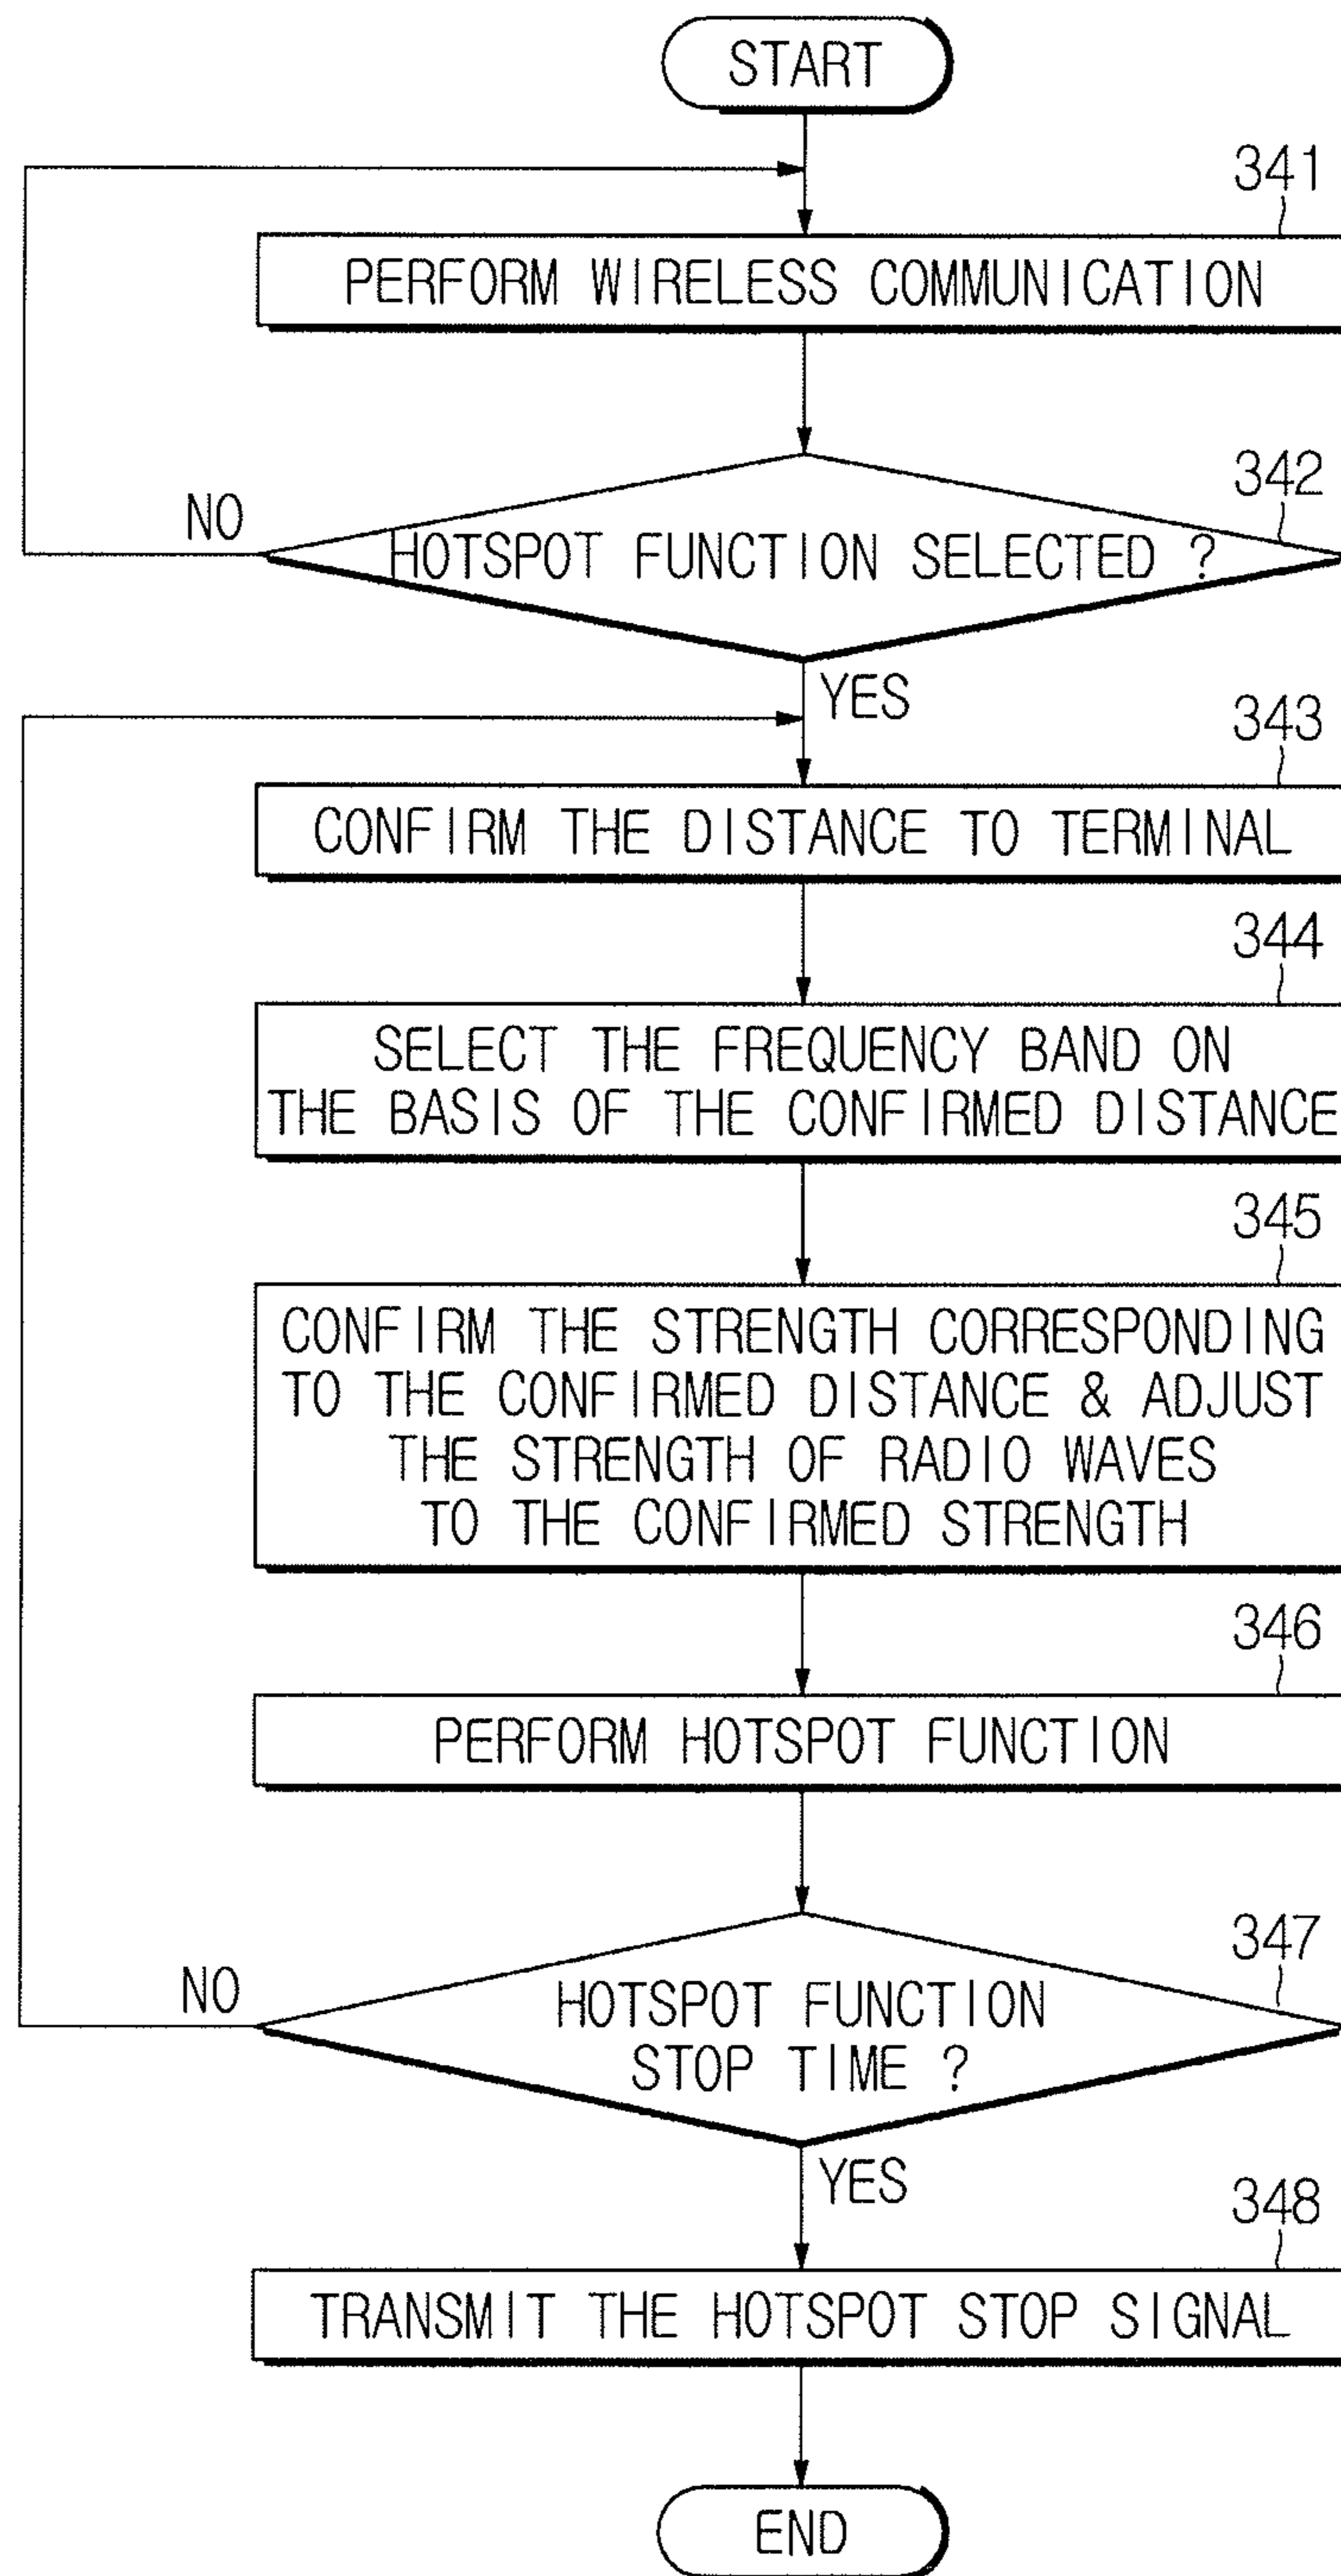 START
341
PERFORM WIRELESS COMMUNICATION
342
NO
HOTSPOT FUNCTION SELECTED ?
YES
343
CONFIRM THE DISTANCE TO TERMINAL
344
SELECT THE FREQUENCY BAND ON
THE BASIS OF THE CONFIRMED DISTANCE
345
CONFIRM THE STRENGTH CORRESPONDING
TO THE CONFIRMED DISTANCE & ADJUST
THE STRENGTH OF RADIO WAVES
TO THE CONFIRMED STRENGTH
346
PERFORM HOTSPOT FUNCTION
347
NO
HOTSPOT FUNCTION
STOP TIME ?
YES
348
TRANSMIT THE HOTSPOT STOP SIGNAL
END